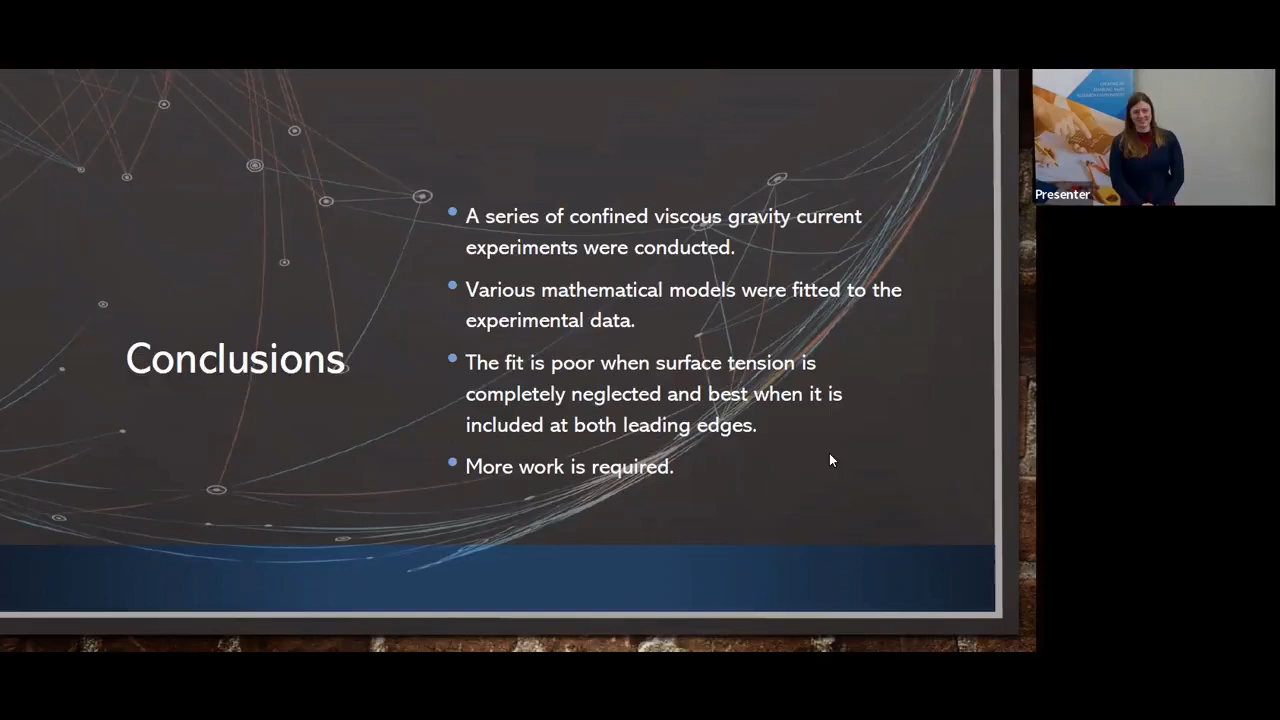 Conclusions
A series of confined viscous gravity current
experiments were conducted.
Various mathematical models were fitted to the
experimental data.
The fit is poor when surface tension is
completely neglected and best when it is
included at both leading edges.
More work is required.
Presenter